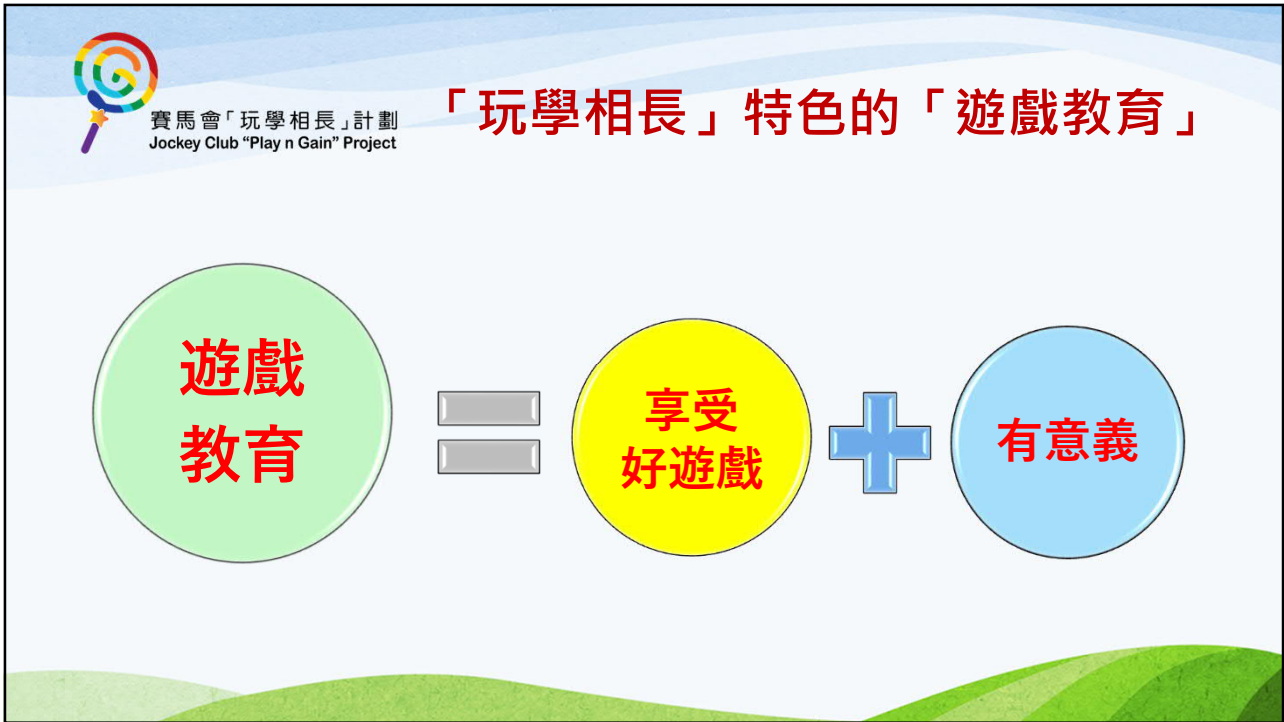 賽馬會「玩學相長」計劃
Jockey Club “Play n Gain” Project
「玩學相長」特色的「遊戲教育」
遊戲
教育
享受
好遊戲
有意義